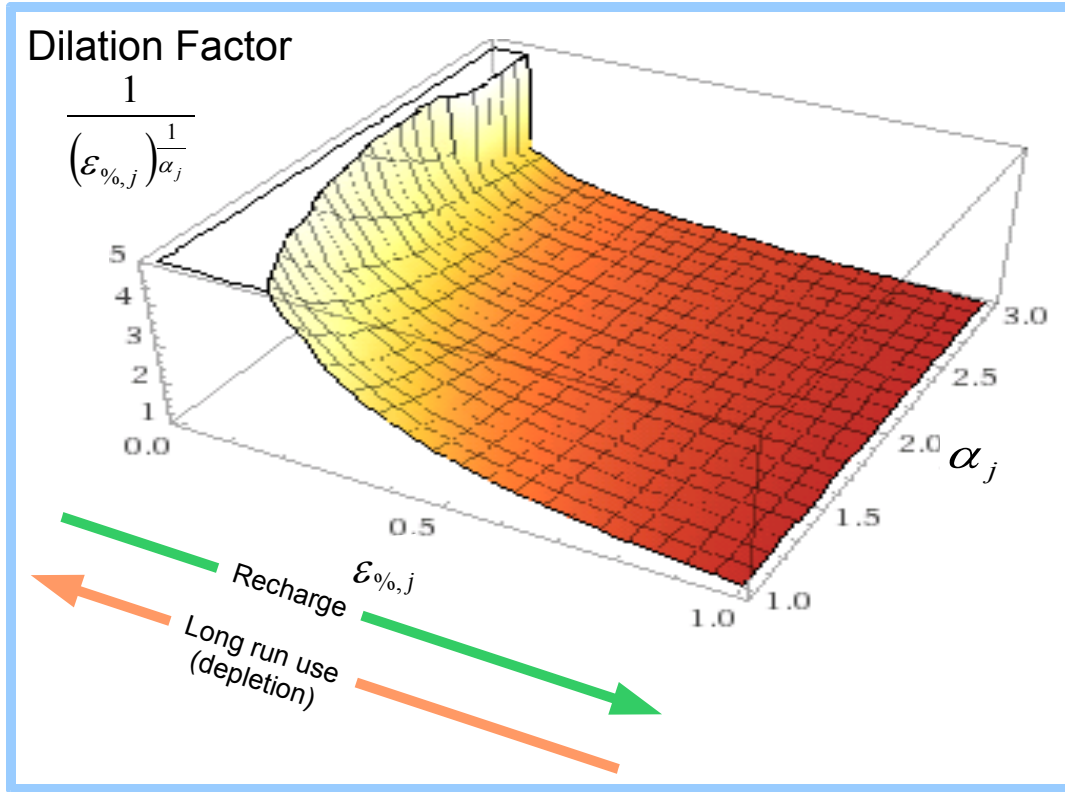 Dilation Factor
1
(ε%,j)
1
αj
5
4
3
2
1
0.0
0.5
1.0
ε%,j
1.0
1.5
2.0
2.5
3.0
αj
Recharge
Long run use
(depletion)